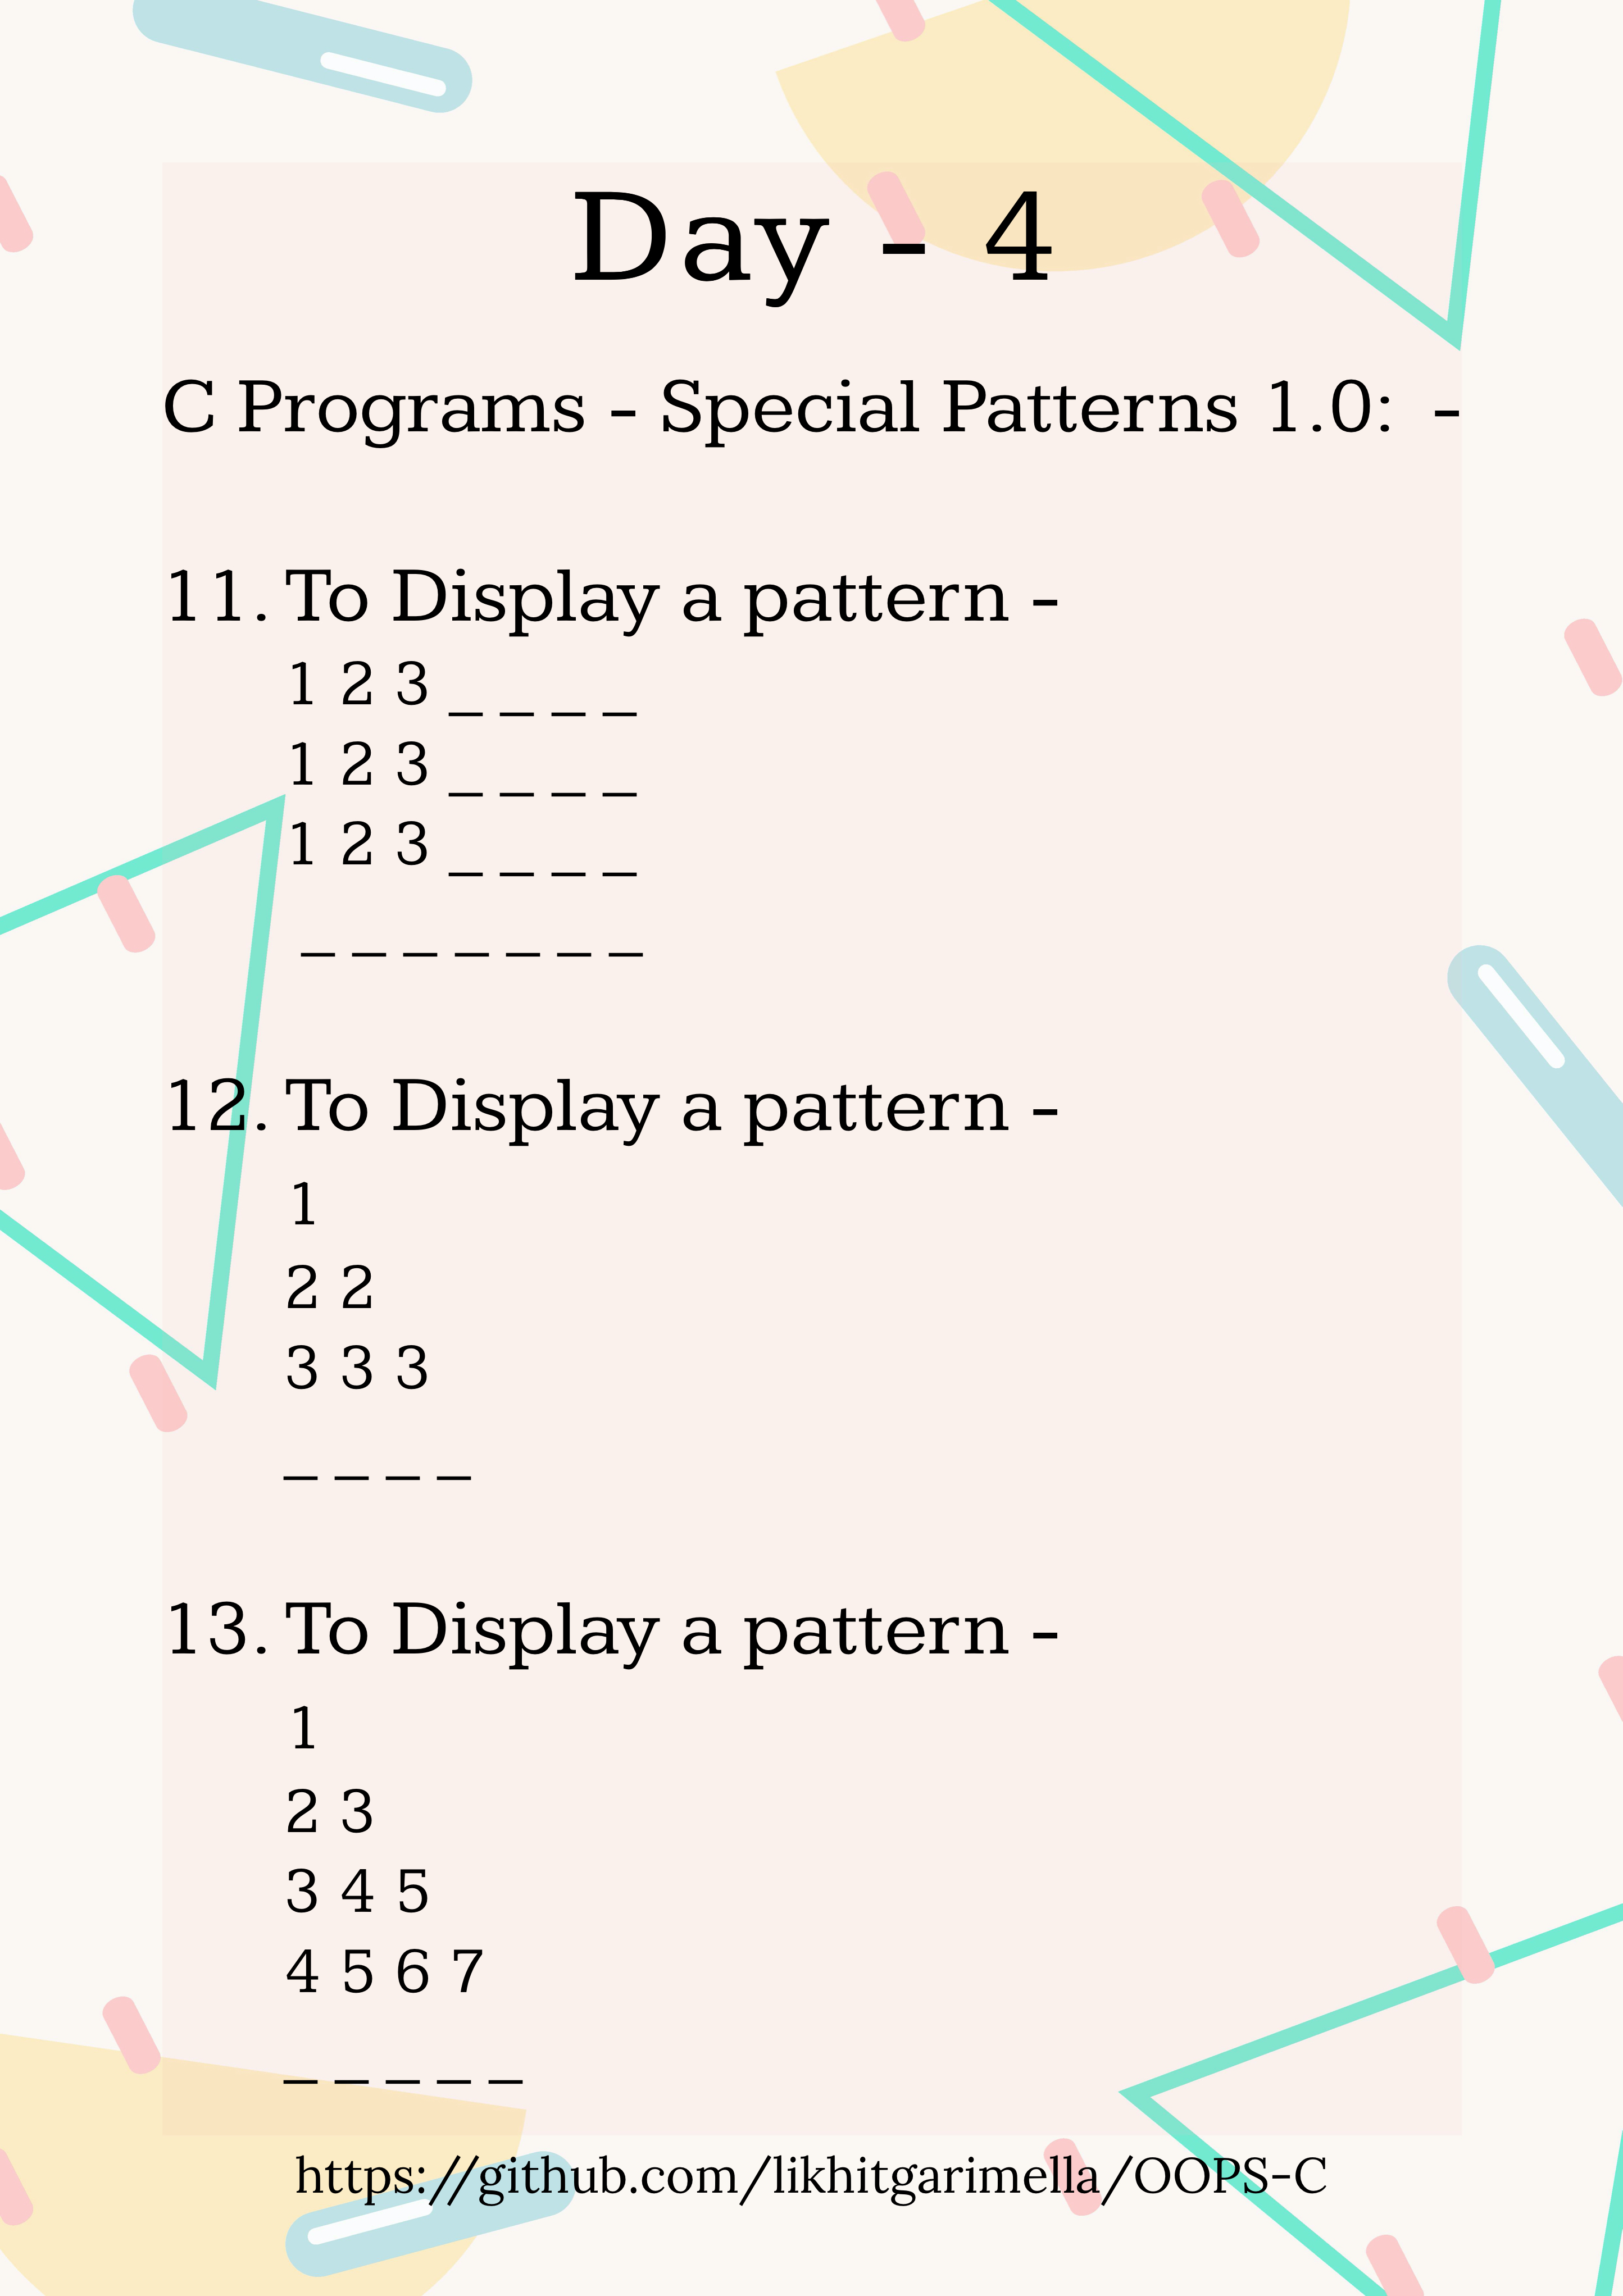 Day - 4
C Programs - Special Patterns 1.0: -
11. To Display a pattern -
1 2 3 _ _ _ _
1 2 3 _ _ _ _
1 2 3 _ _ _ _
_ _ _ _ _ _ _
12. To Display a pattern -
1
2 2
3 3 3
_ _ _ _
13. To Display a pattern -
1
2 3
3 4 5
4 5 6 7
_ _ _ _ _
https://github.com/likhitgarimella/OOPS-C